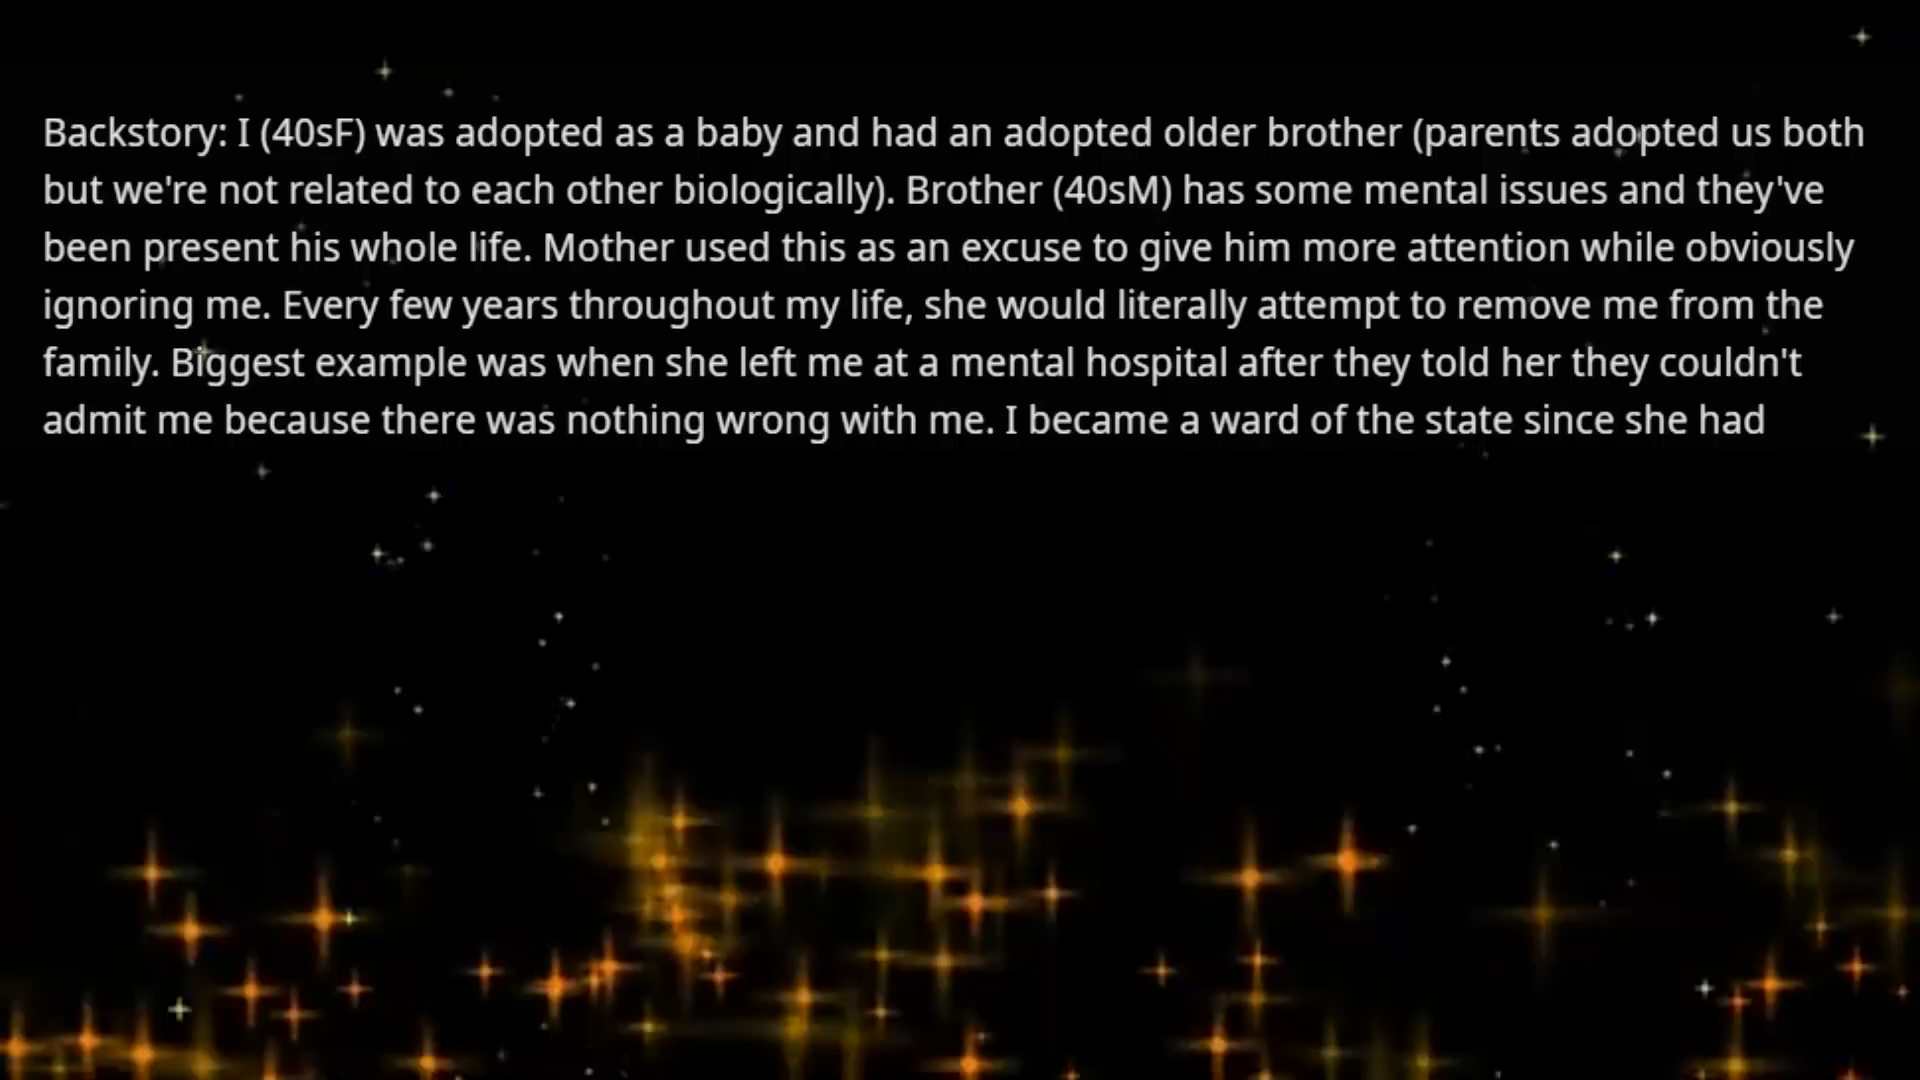 Backstory: I (40sF) was adopted as a baby and had an adopted older brother (parents adopted us both
but we're not related to each other biologically). Brother (40sM) has some mental issues and they've
been present his whole life. Mother used this as an excuse to give him more attention while obviously
ignoring me. Every few years throughout my life, she would literally attempt to remove me from the
family. Biggest example was when she left me at a mental hospital after they told her they couldn't
admit me because there was nothing wrong with me. I became a ward of the state since she had